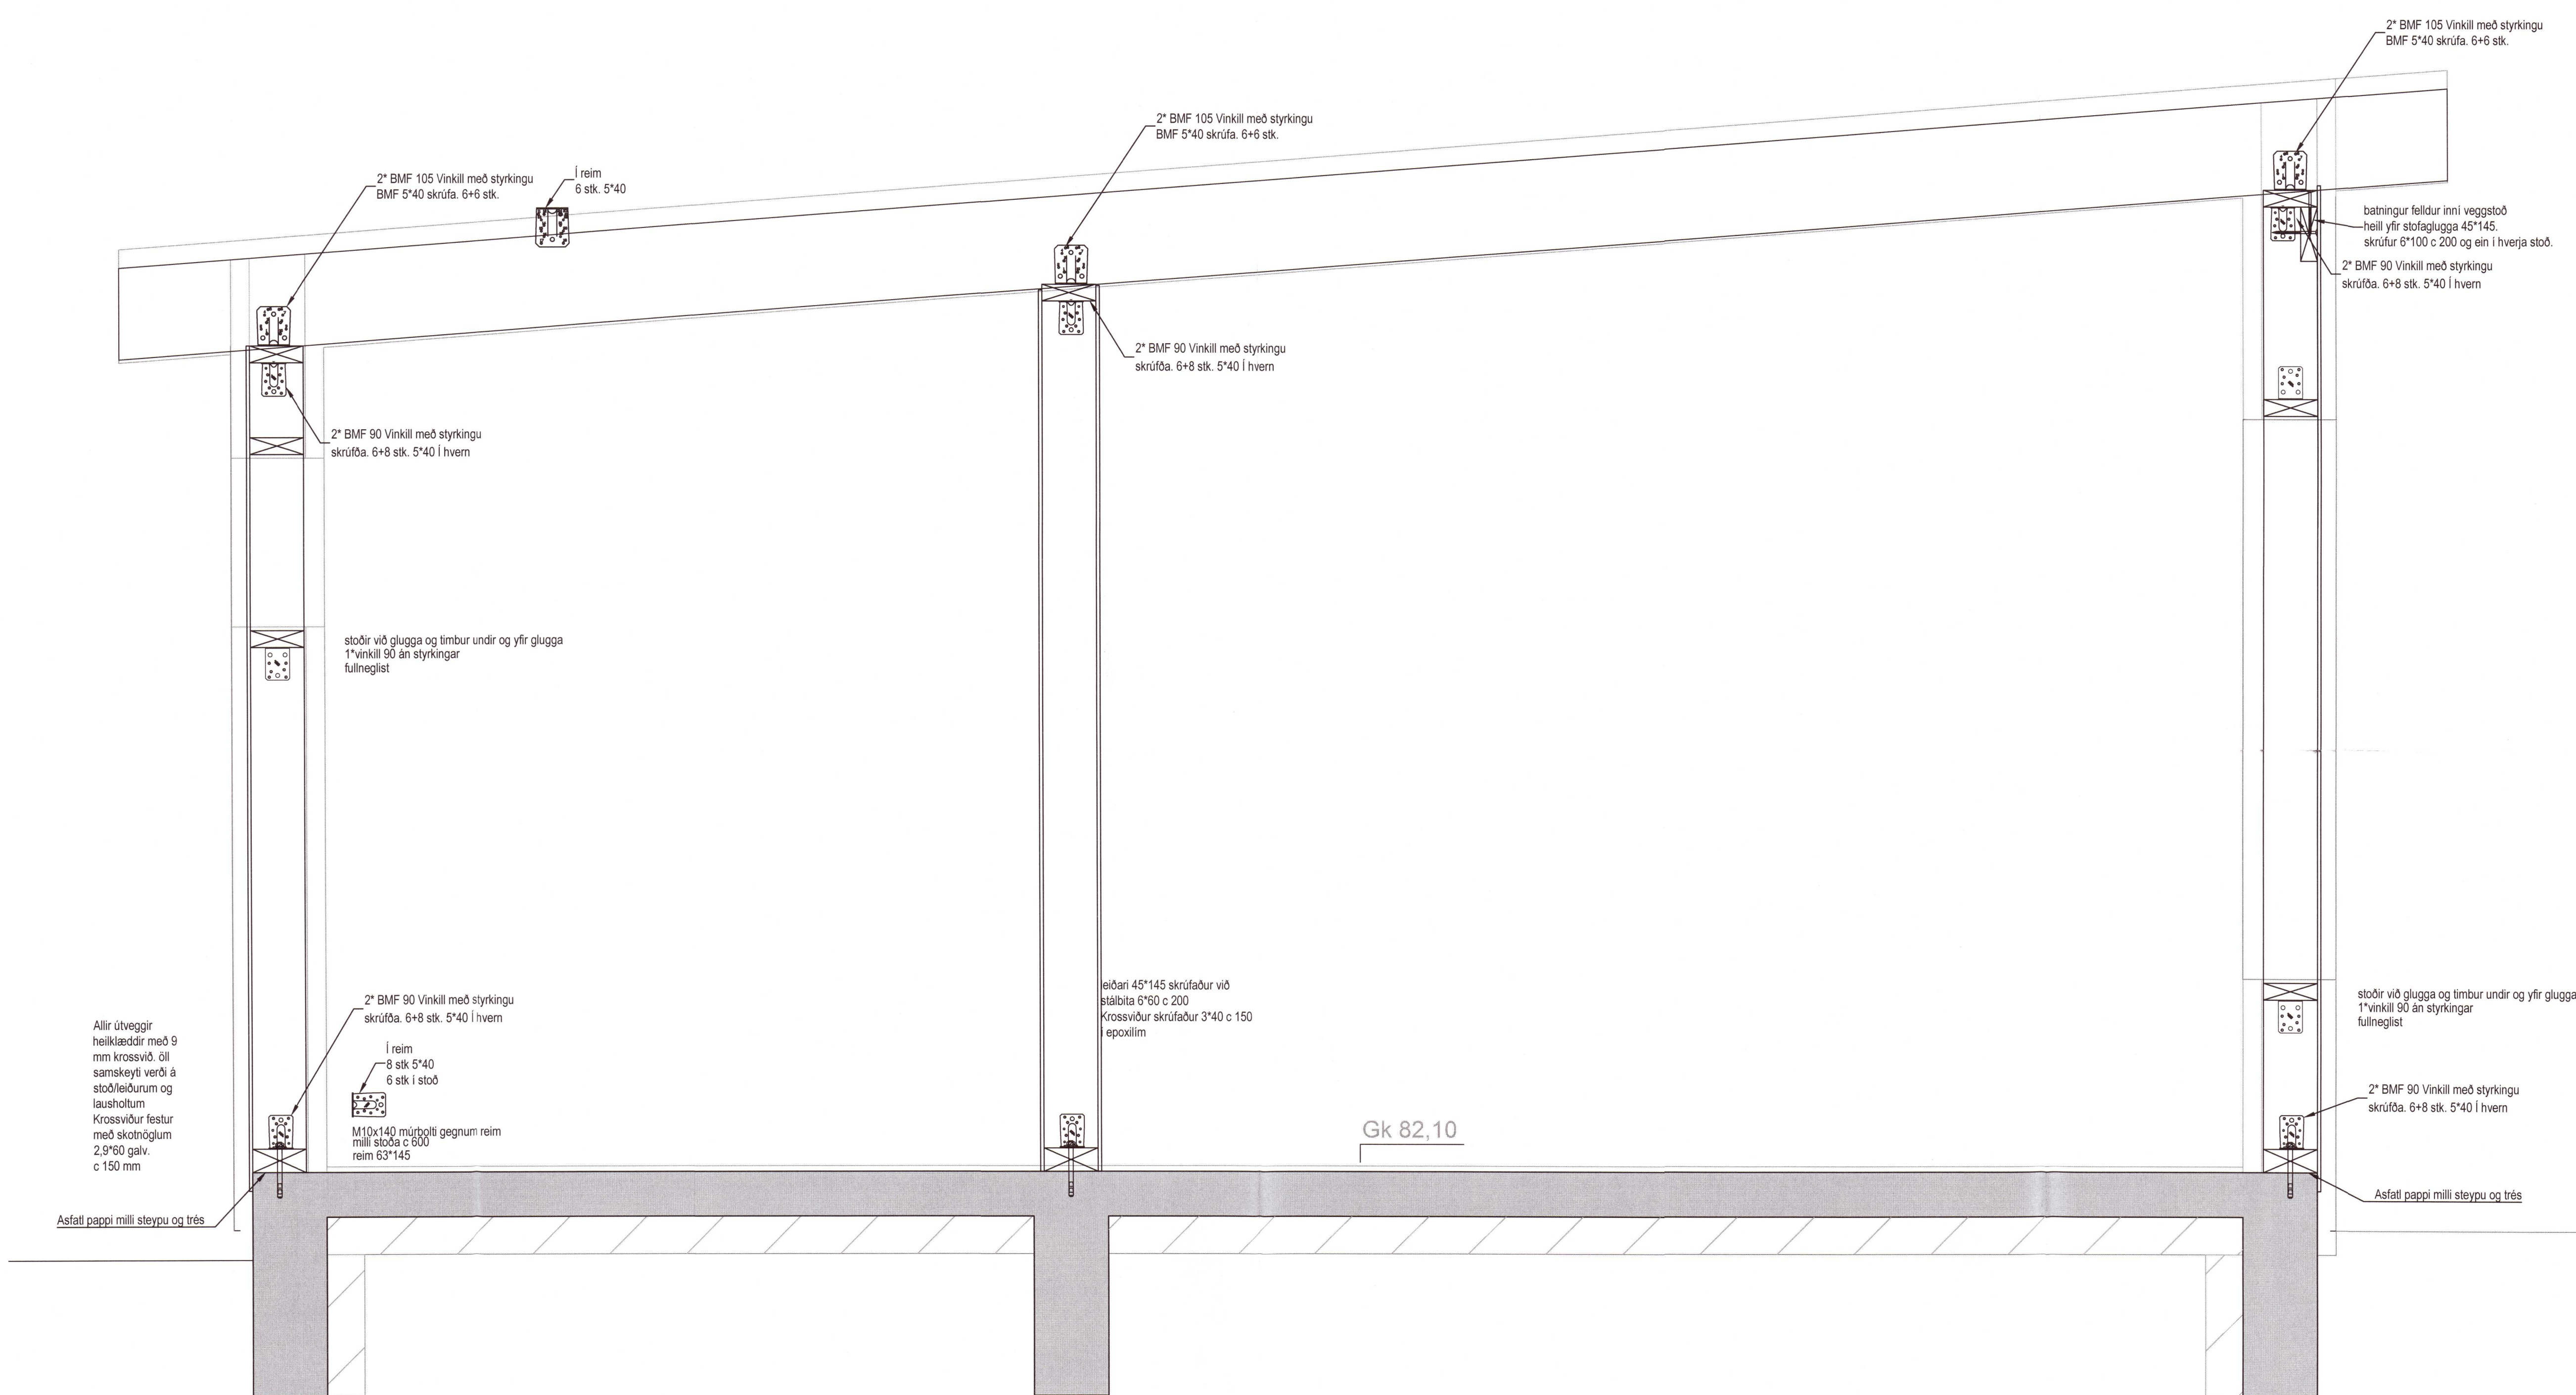 2* BMF 105 Vinkill með styrkingu
BMF 5*40 skrúfa. 6+6 stk.
2* BMF 105 Vinkill með styrkingu
BMF 5*40 skrúfa. 6+6 stk.
2* BMF 105 Vinkill með styrkingu
BMF 5*40 skrúfa. 6+6 stk.
Í reim
6 stk. 5*40
batningur felldur inni veggstoð
heill yfir stofaglugga 45*145.
skrúfur 6*100 c 200 og ein í hverja stoð.
2* BMF 90 Vinkill með styrkingu
skrúfða. 6+8 stk. 5*40 Í hvern
2* BMF 90 Vinkill með styrkingu
skrúfða. 6+8 stk. 5*40 Í hvern
2* BMF 90 Vinkill með styrkingu
skrúfða. 6+8 stk. 5*40 Í hvern
stoðir við glugga og timbur undir og yfir glugga
1*vinkill 90 án styrkingar
fullneglist
leiðari 45*145 skrúfaður við
stálbita 6*60 c 200
Krossviður skrúfaður 3*40 c 150
í epoxilím
stoðir við glugga og timbur undir og yfir glugga
1*vinkill 90 án styrkingar
fullneglist
2* BMF 90 Vinkill með styrkingu
skrúfða. 6+8 stk. 5*40 Í hvern
Allir útveggir
heilklæddir með 9
mm krossvið. öll
samskeyti verði á
stoð/leiðurum og
lausholtum
Krossviður festur
með skotnöglum
2,9*60 galv.
c 150 mm
Í reim
8 stk 5*40
6 stk í stoð
M10x140 múrbolti gegnum reim
milli stoða c 600
reim 63*145
2* BMF 90 Vinkill með styrkingu
skrúfða. 6+8 stk. 5*40 Í hvern
Gk 82,10
Asfatl pappi milli steypu og trés
Asfatl pappi milli steypu og trés